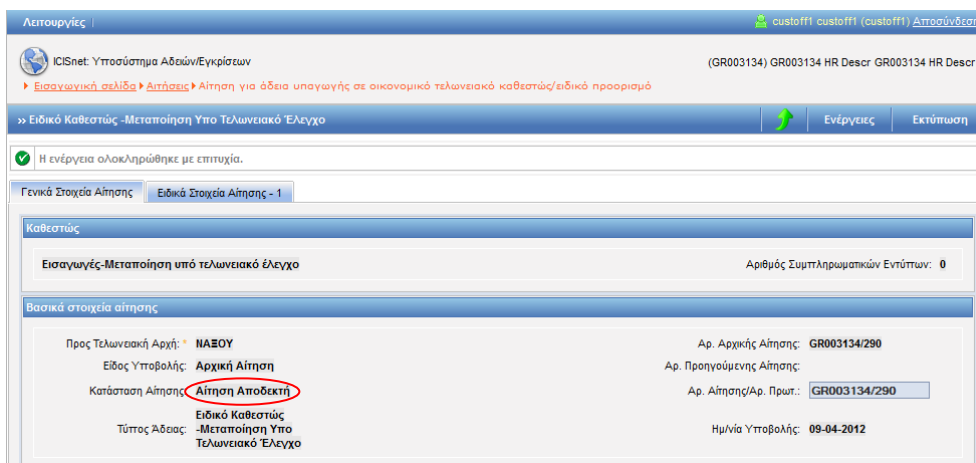 Λειτουργίες
custoff1 custoff1 (custoff1) Αποσύνδεση
ICISnet: Υποσύστημα Αδειών/Εγκρίσεων
(GR003134) GR003134 HR Descr GR003134 HR Descr
Εισαγωγική σελίδα Αιτήσεις Αίτηση για άδεια υπαγωγής σε οικονομικό τελωνειακό καθεστώς/ειδικό προορισμό
» Ειδικό Καθεστώς -Μεταποίηση Υπο Τελωνειακό Έλεγχο
Ενέργειες Εκτύπωση
Η ενέργεια ολοκληρώθηκε με επιτυχία.
Γενικά Στοιχεία Αίτησης Ειδικά Στοιχεία Αίτησης - 1
Καθεστώς
Εισαγωγές-Μεταποίηση υπό τελωνειακό έλεγχο
Αριθμός Συμπληρωματικών Εντύπων: 0
Βασικά στοιχεία αίτησης
Προς Τελωνειακή Αρχή: * ΝΑΞΟΥ
Αρ. Αρχικής Αίτησης: GR003134/290
Είδος Υποβολής: Αρχική Αίτηση
Αρ. Προηγούμενης Αίτησης:
Κατάσταση Αίτησης: Αίτηση Αποδεκτή
Αρ. Αίτησης/Αρ. Πρωτ.: GR003134/290
Τύπος Άδειας: Ειδικό Καθεστώς
-Μεταποίηση Υπο
Τελωνειακό Έλεγχο
Ημ/νία Υποβολής: 09-04-2012